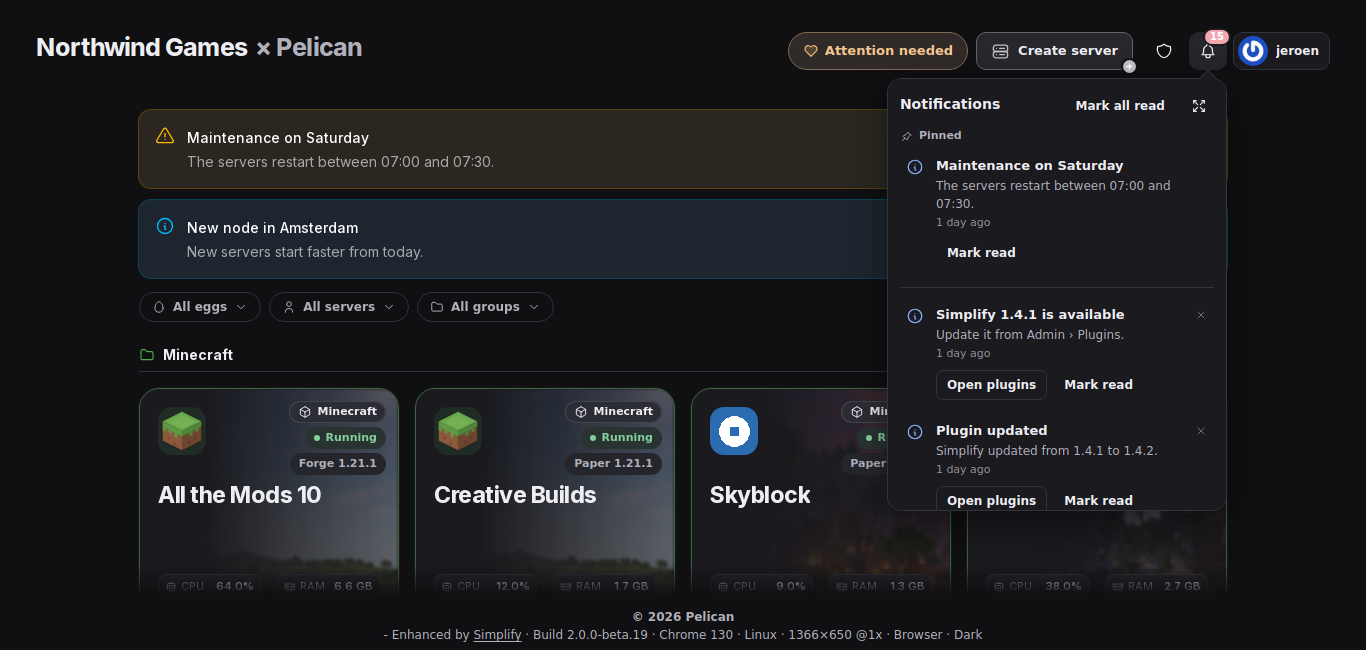 Northwind Games × Pelican
Attention needed
Create server
15
jeroen
Maintenance on Saturday
The servers restart between 07:00 and 07:30.
New node in Amsterdam
New servers start faster from today.
All eggs
All servers
All groups
Minecraft
Minecraft
Running
Forge 1.21.1
All the Mods 10
CPU 64.0%
RAM 6.6 GB
Minecraft
Running
Paper 1.21.1
Creative Builds
CPU 12.0%
RAM 1.7 GB
Skyblock
CPU 9.0%
RAM 1.3 GB
CPU 38.0%
RAM 2.7 GB
Notifications
Mark all read
Pinned
Maintenance on Saturday
The servers restart between 07:00 and
07:30.
1 day ago
Mark read
Simplify 1.4.1 is available
Update it from Admin › Plugins.
1 day ago
Open plugins
Mark read
Plugin updated
Simplify updated from 1.4.1 to 1.4.2.
1 day ago
Open plugins
Mark read
© 2026 Pelican
- Enhanced by Simplify · Build 2.0.0-beta.19 · Chrome 130 · Linux · 1366×650 @1x · Browser · Dark